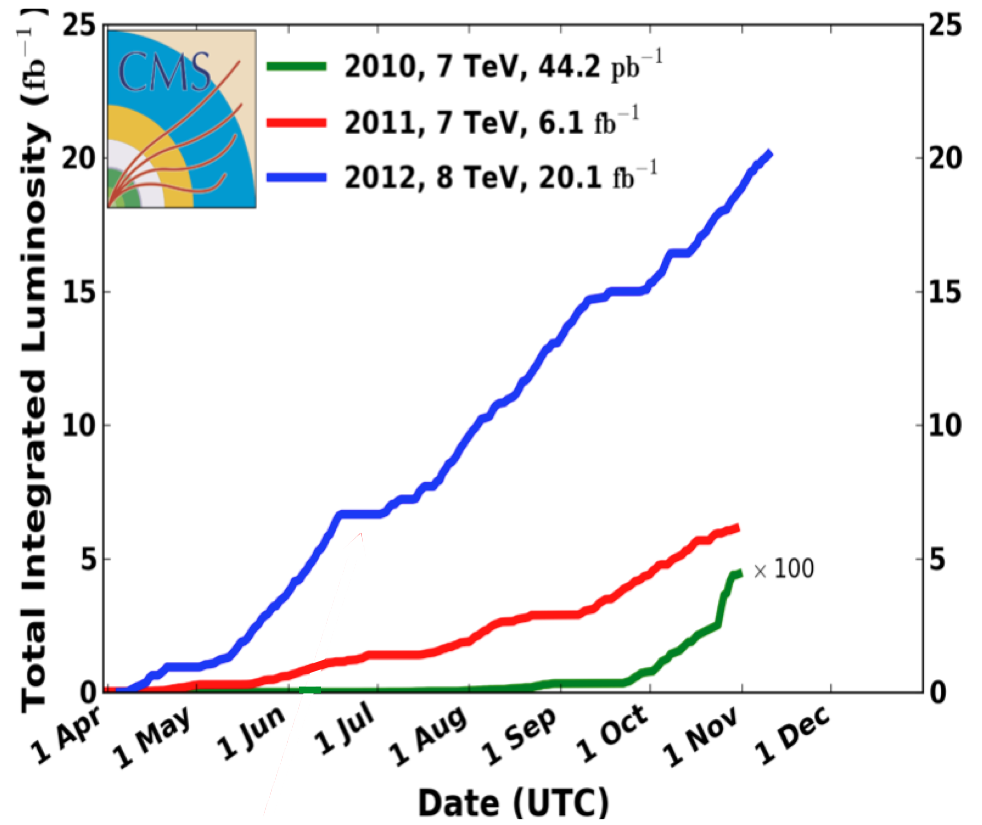 Total Integrated Luminosity (fb⁻¹)
25
20
15
10
5
0
CMS
2010, 7 TeV, 44.2 pb⁻¹
2011, 7 TeV, 6.1 fb⁻¹
2012, 8 TeV, 20.1 fb⁻¹
× 100
25
20
15
10
5
0
1 Apr
1 May
1 Jun
1 Jul
1 Aug
1 Sep
1 Oct
1 Nov
1 Dec
Date (UTC)